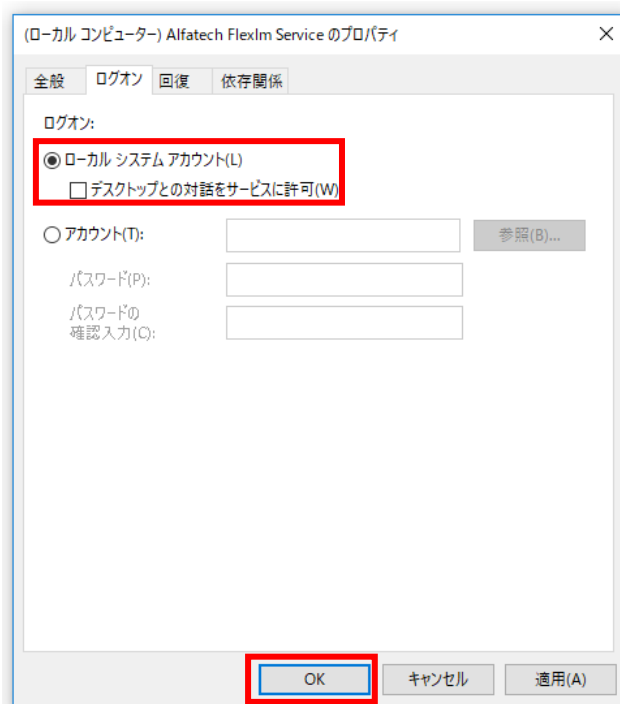 (ローカル コンピューター) Alfatech Flexlm Service のプロパティ
全般 ログオン 回復 依存関係
ログオン:
ローカル システム アカウント(L)
デスクトップとの対話をサービスに許可(W)
アカウント(T): 参照(B)...
パスワード(P):
パスワードの
確認入力(C):
OK キャンセル 適用(A)